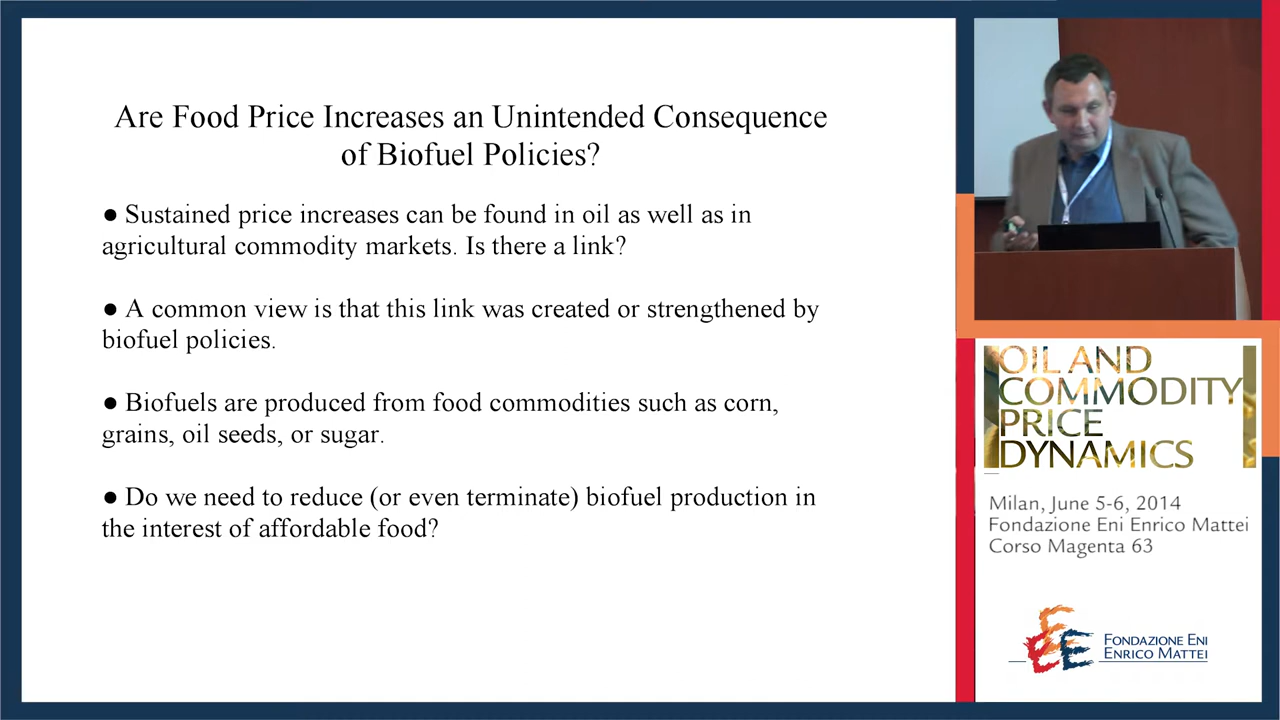 Are Food Price Increases an Unintended Consequence
of Biofuel Policies?
● Sustained price increases can be found in oil as well as in
agricultural commodity markets. Is there a link?
● A common view is that this link was created or strengthened by
biofuel policies.
● Biofuels are produced from food commodities such as corn,
grains, oil seeds, or sugar.
● Do we need to reduce (or even terminate) biofuel production in
the interest of affordable food?
OIL AND
COMMODITY
PRICE
DYNAMICS
Milan, June 5-6, 2014
Fondazione Eni Enrico Mattei
Corso Magenta 63
FONDAZIONE ENI
ENRICO MATTEI